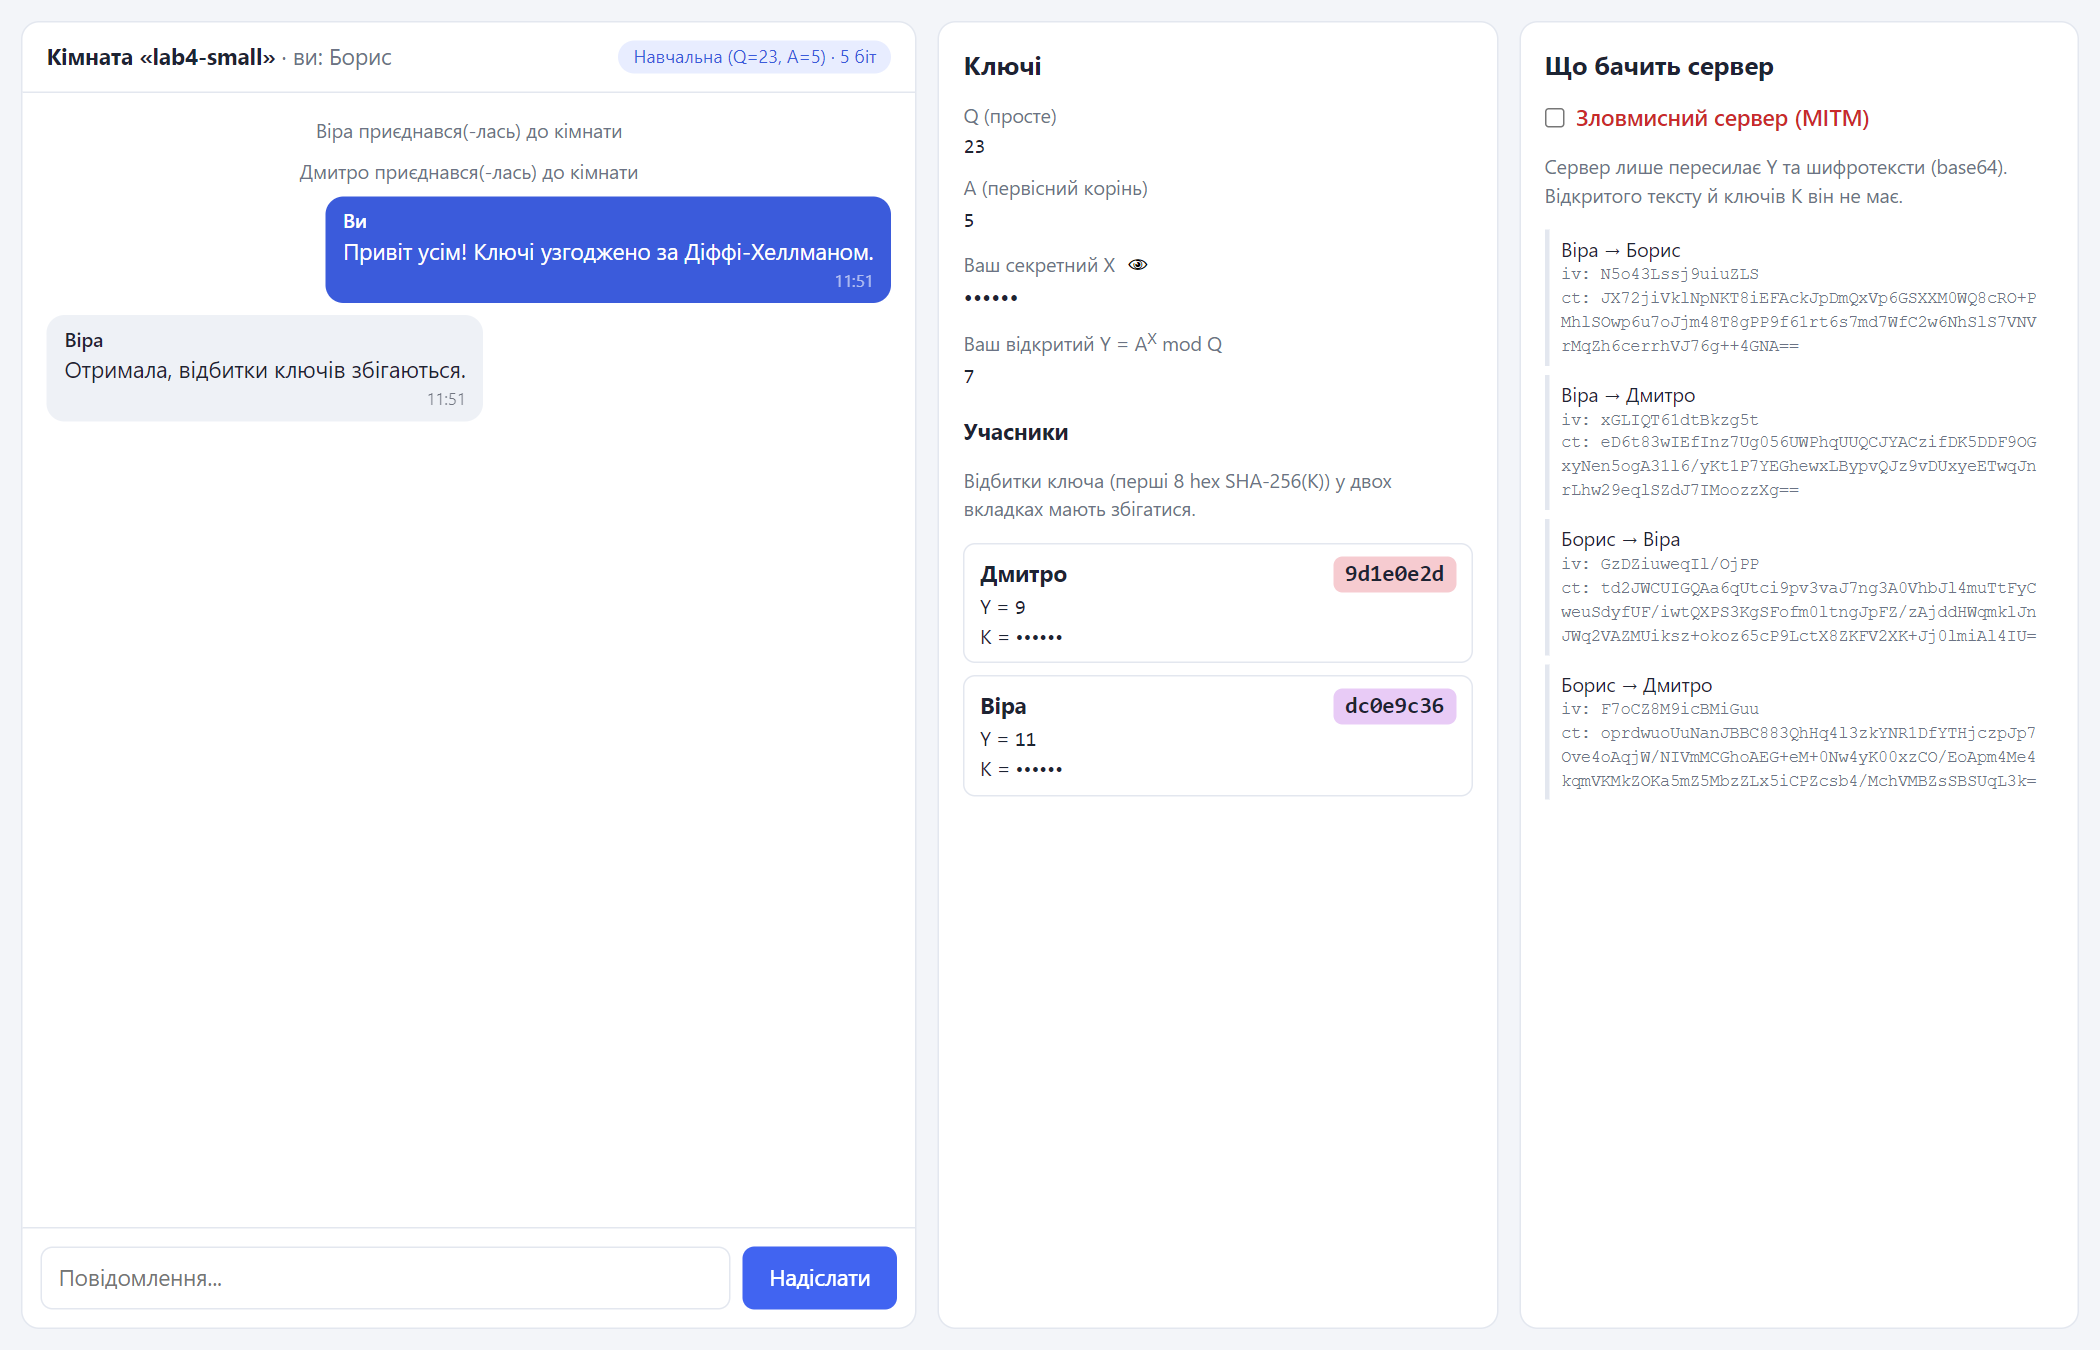 Кімната «lab4-small» · ви: Борис
Навчальна (Q=23, A=5) · 5 біт
Віра приєднався(-лась) до кімнати
Дмитро приєднався(-лась) до кімнати
Ви
Привіт усім! Ключі узгоджено за Діффі-Хеллманом.
11:51
Віра
Отримала, відбитки ключів збігаються.
11:51
Повідомлення...
Надіслати
Ключі
Q (просте)
23
A (первісний корінь)
5
Ваш секретний X
••••••
Ваш відкритий Y = A^X mod Q
7
Учасники
Відбитки ключа (перші 8 hex SHA-256(K)) у двох
вкладках мають збігатися.
Дмитро
9d1e0e2d
Y = 9
K = ••••••
Віра
dc0e9c36
Y = 11
K = ••••••
Що бачить сервер
Зловмисний сервер (MITM)
Сервер лише пересилає Y та шифротексти (base64).
Відкритого тексту й ключів K він не має.
Віра → Борис
iv: N5o43Lssj9uiuZLS
ct: JX72jiVklNpNKT8iEFAckJpDmQxVp6GSXXM0WQ8cRO+P
MhlSOwp6u7oJjm48T8gPP9f61rt6s7md7WfC2w6NhSlS7VNV
rMqZh6cerrhVJ76g++4GNA==
Віра → Дмитро
iv: xGLIQT61dtBkzg5t
ct: eD6t83wIEfInz7Ug056UWPhqUUQCJYACzifDK5DDF9OG
xyNen5ogA31l6/yKt1P7YEGhewxLBypvQJz9vDUxyeETwqJn
rLhw29eqlSZdJ7IMoozzXg==
Борис → Віра
iv: GzDZiuweqIl/OjPP
ct: td2JWCUIGQAa6qUtci9pv3vaJ7ng3A0VhbJl4muTtFyC
weuSdyfUF/iwtQXPS3KgSFofm0ltngJpFZ/zAjddHWqmklJn
JWq2VAZMUiksz+okoz65cP9LctX8ZKFV2XK+Jj0lmiAl4IU=
Борис → Дмитро
iv: F7oCZ8M9icBMiGuu
ct: oprdwuoUuNanJBBC883QhHq4l3zkYNR1DfYTHjczpJp7
Ove4oAqjW/NIVmMCGhoAEG+eM+0Nw4yK00xzCO/EoApm4Me4
kqmVKMkZOKa5mZ5MbzZLx5iCPZcsb4/MchVMBZsSBSUqL3k=